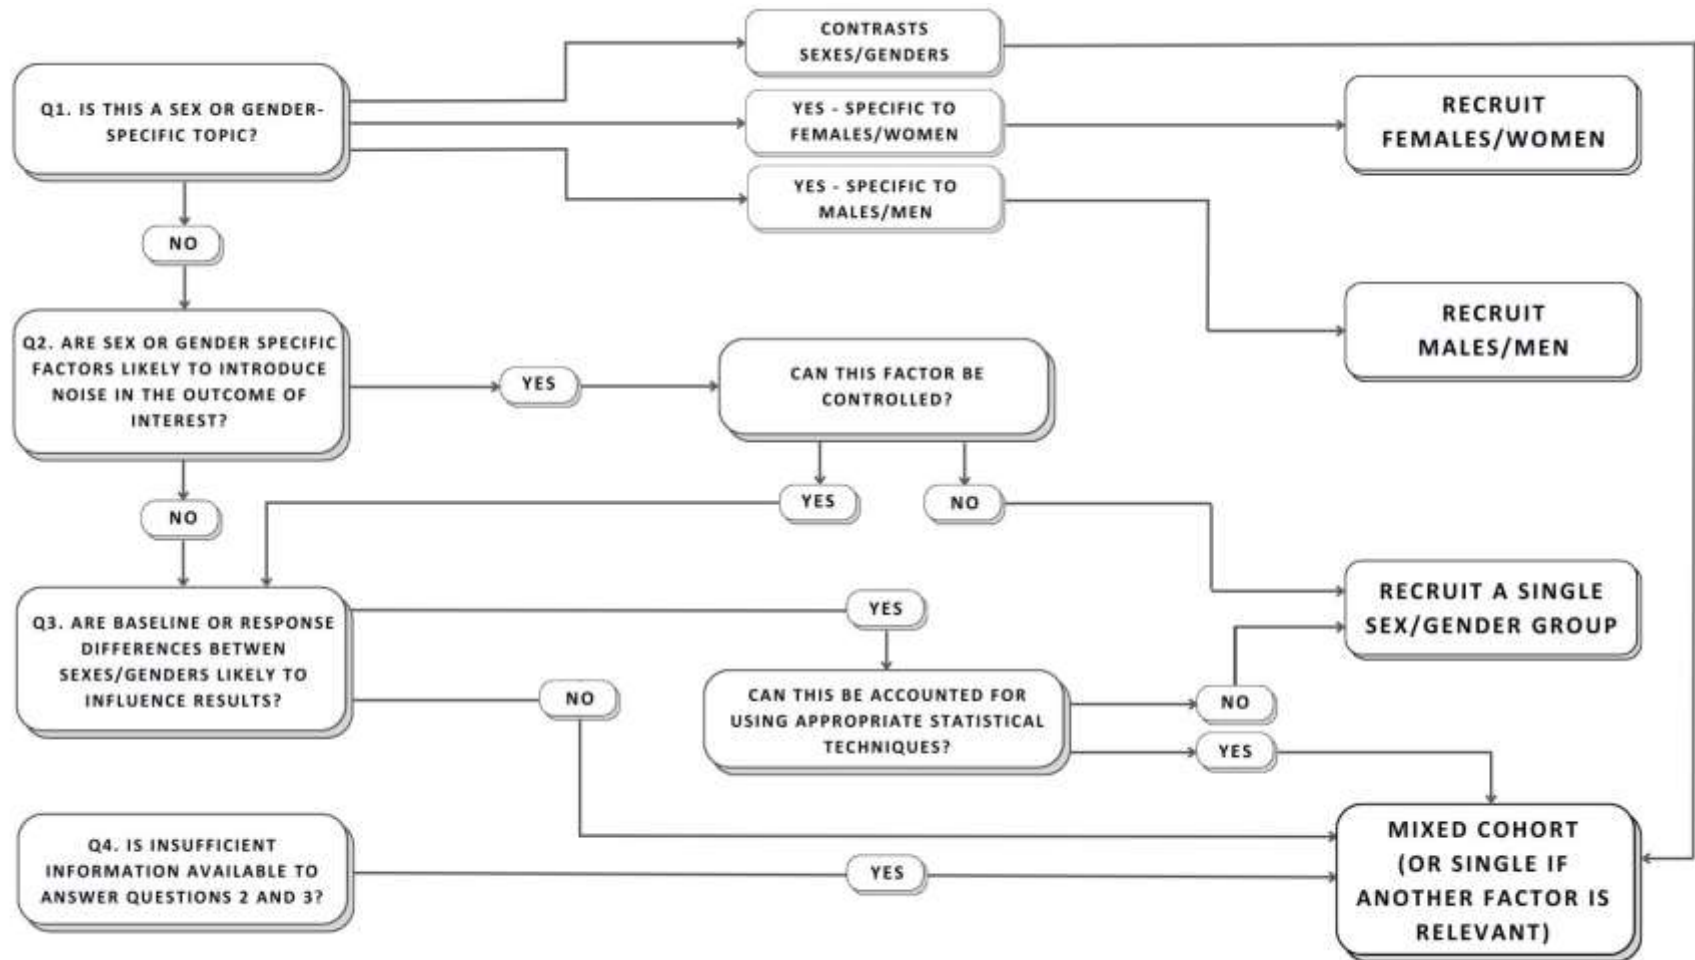 CONTRASTS
SEXES/GENDERS
Q1. IS THIS A SEX OR GENDER-
SPECIFIC TOPIC?
YES - SPECIFIC TO
FEMALES/WOMEN
RECRUIT
FEMALES/WOMEN
YES - SPECIFIC TO
MALES/MEN
NO
RECRUIT
MALES/MEN
Q2. ARE SEX OR GENDER SPECIFIC
FACTORS LIKELY TO INTRODUCE
NOISE IN THE OUTCOME OF
INTEREST?
YES
CAN THIS FACTOR BE
CONTROLLED?
YES
NO
NO
Q3. ARE BASELINE OR RESPONSE
DIFFERENCES BETWEN
SEXES/GENDERS LIKELY TO
INFLUENCE RESULTS?
YES
RECRUIT A SINGLE
SEX/GENDER GROUP
NO
CAN THIS BE ACCOUNTED FOR
USING APPROPRIATE STATISTICAL
TECHNIQUES?
NO
YES
Q4. IS INSUFFICIENT
INFORMATION AVAILABLE TO
ANSWER QUESTIONS 2 AND 3?
YES
MIXED COHORT
(OR SINGLE IF
ANOTHER FACTOR IS
RELEVANT)